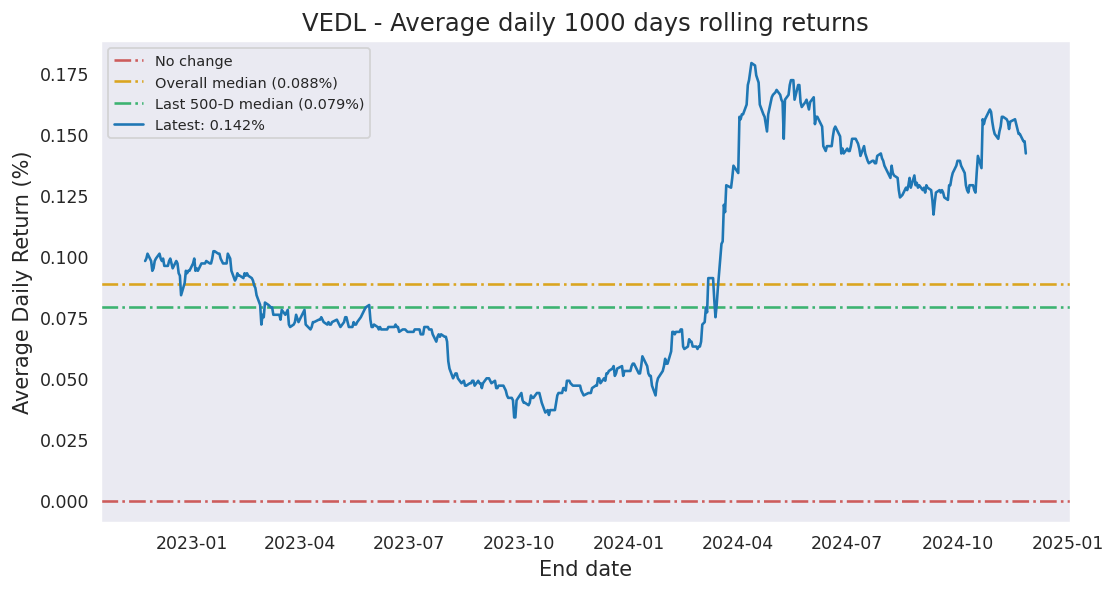 VEDL - Average daily 1000 days rolling returns
No change
Overall median (0.088%)
Last 500-D median (0.079%)
Latest: 0.142%
Average Daily Return (%)
0.175
0.150
0.125
0.100
0.075
0.050
0.025
0.000
2023-01 2023-04 2023-07 2023-10 2024-01 2024-04 2024-07 2024-10 2025-01
End date